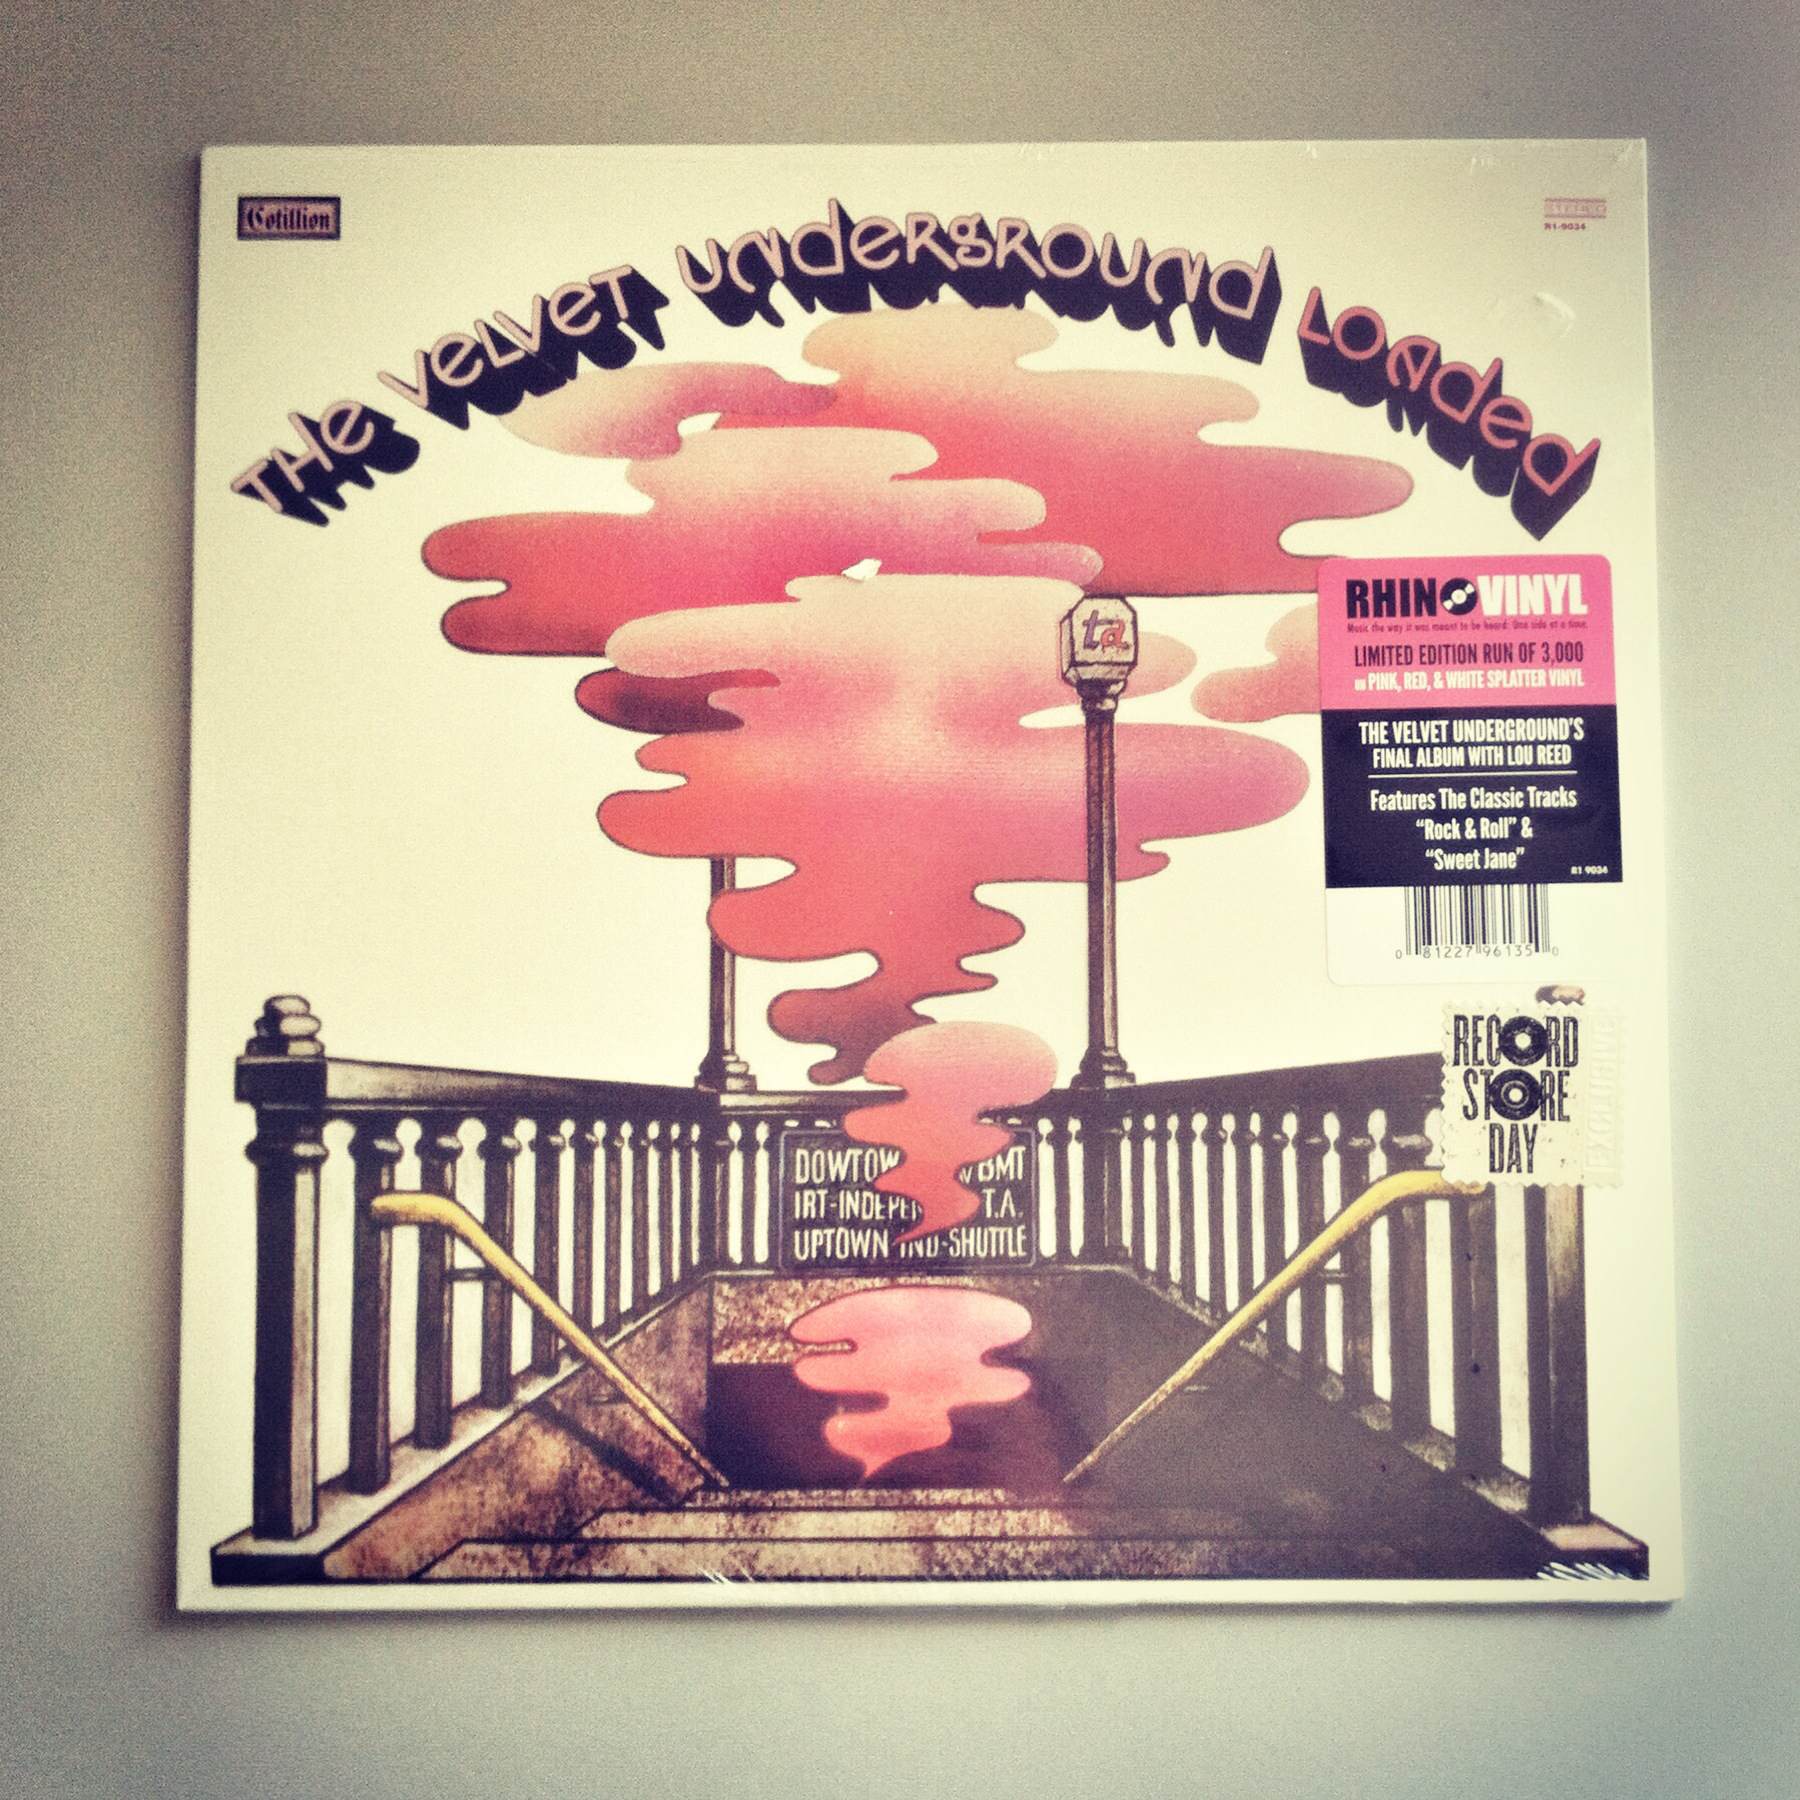 Cotillion
STEREO
R1-9034
THE VELVET UNDERGROUND LOADED
ta
RHINO VINYL
Music the way it was meant to be heard: One side at a time.
LIMITED EDITION RUN OF 3,000
ON PINK, RED, & WHITE SPLATTER VINYL
THE VELVET UNDERGROUND'S
FINAL ALBUM WITH LOU REED
Features The Classic Tracks
"Rock & Roll" &
"Sweet Jane"
R1 9034
0 81227 96135 0
RECORD
STORE
DAY
EXCLUSIVE
DOWTOW BMT
IRT-INDEPEN T.A.
UPTOWN IND-SHUTTLE